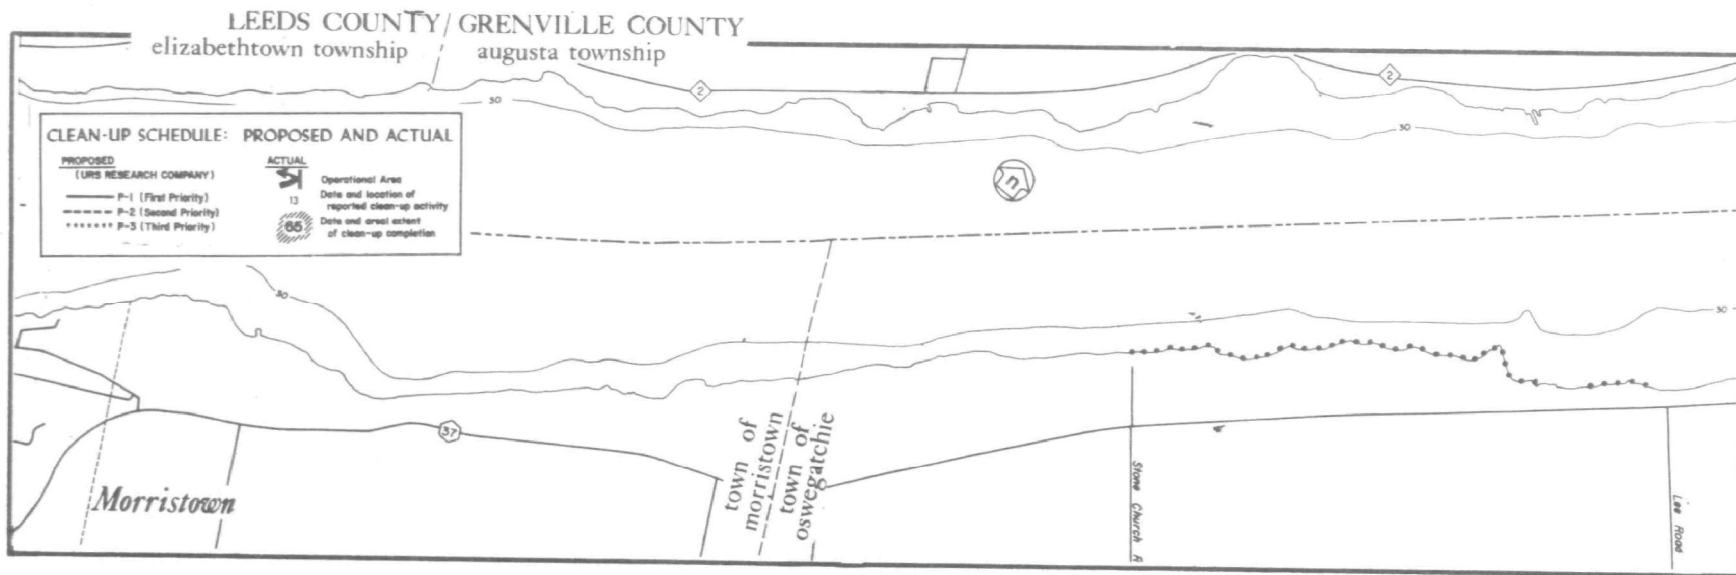 LEEDS COUNTY/GRENVILLE COUNTY
elizabethtown township augusta township
2
2
30
30
CLEAN-UP SCHEDULE: PROPOSED AND ACTUAL
PROPOSED
(URS RESEARCH COMPANY)
P-1 (First Priority)
P-2 (Second Priority)
P-3 (Third Priority)
ACTUAL
Operational Area
13 Date and location of
reported clean-up activity
65 Date and areal extent
of clean-up completion
n
30
30
37
Morristown
town of
morristown
town of
oswegatchie
Stone Church R
Lee Road